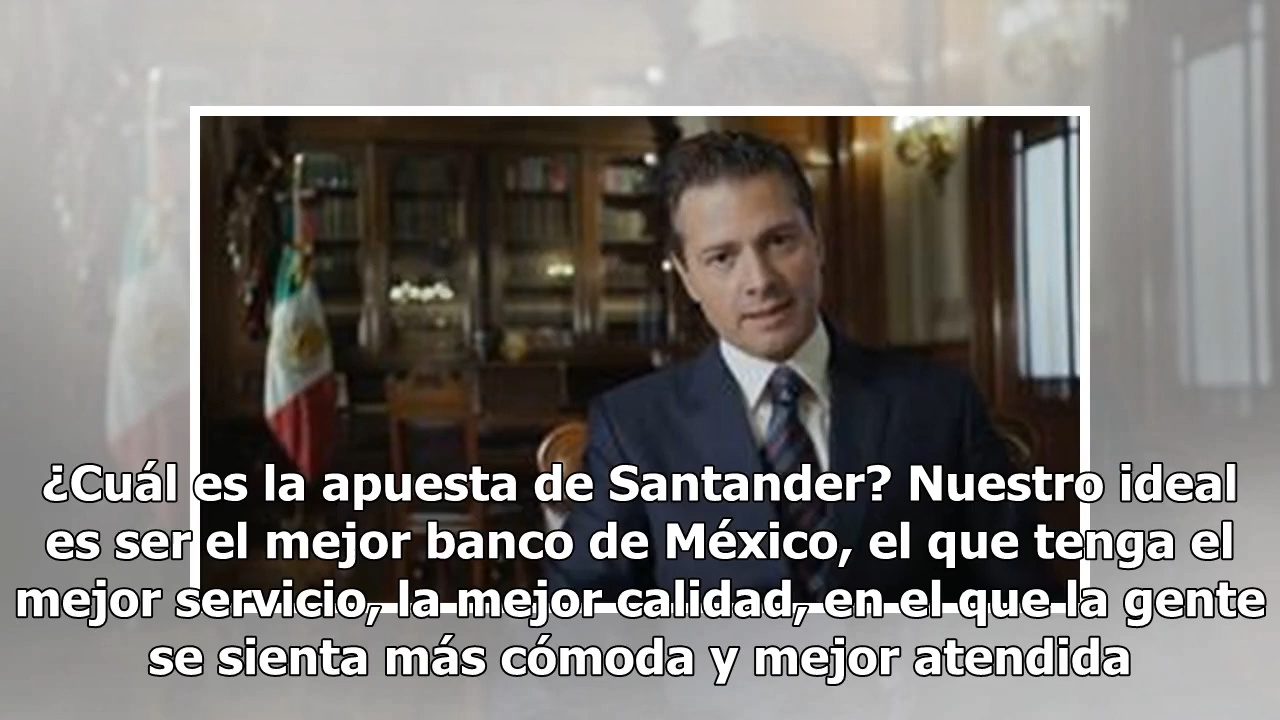 ¿Cuál es la apuesta de Santander? Nuestro ideal
es ser el mejor banco de México, el que tenga el
mejor servicio, la mejor calidad, en el que la gente
se sienta más cómoda y mejor atendida